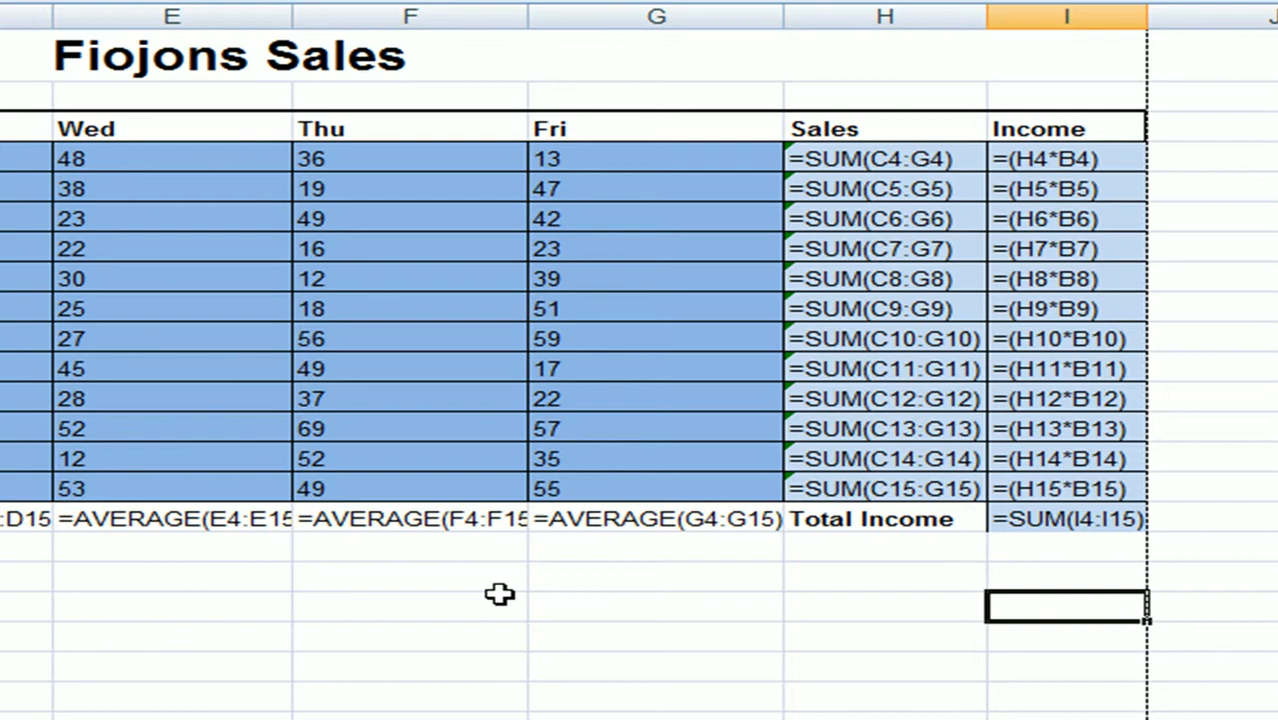 E F G H I J
Fiojons Sales
Wed Thu Fri Sales Income
48 36 13 =SUM(C4:G4) =(H4*B4)
38 19 47 =SUM(C5:G5) =(H5*B5)
23 49 42 =SUM(C6:G6) =(H6*B6)
22 16 23 =SUM(C7:G7) =(H7*B7)
30 12 39 =SUM(C8:G8) =(H8*B8)
25 18 51 =SUM(C9:G9) =(H9*B9)
27 56 59 =SUM(C10:G10) =(H10*B10)
45 49 17 =SUM(C11:G11) =(H11*B11)
28 37 22 =SUM(C12:G12) =(H12*B12)
52 69 57 =SUM(C13:G13) =(H13*B13)
12 52 35 =SUM(C14:G14) =(H14*B14)
53 49 55 =SUM(C15:G15) =(H15*B15)
:D15 =AVERAGE(E4:E15 =AVERAGE(F4:F15 =AVERAGE(G4:G15) Total Income =SUM(I4:I15)